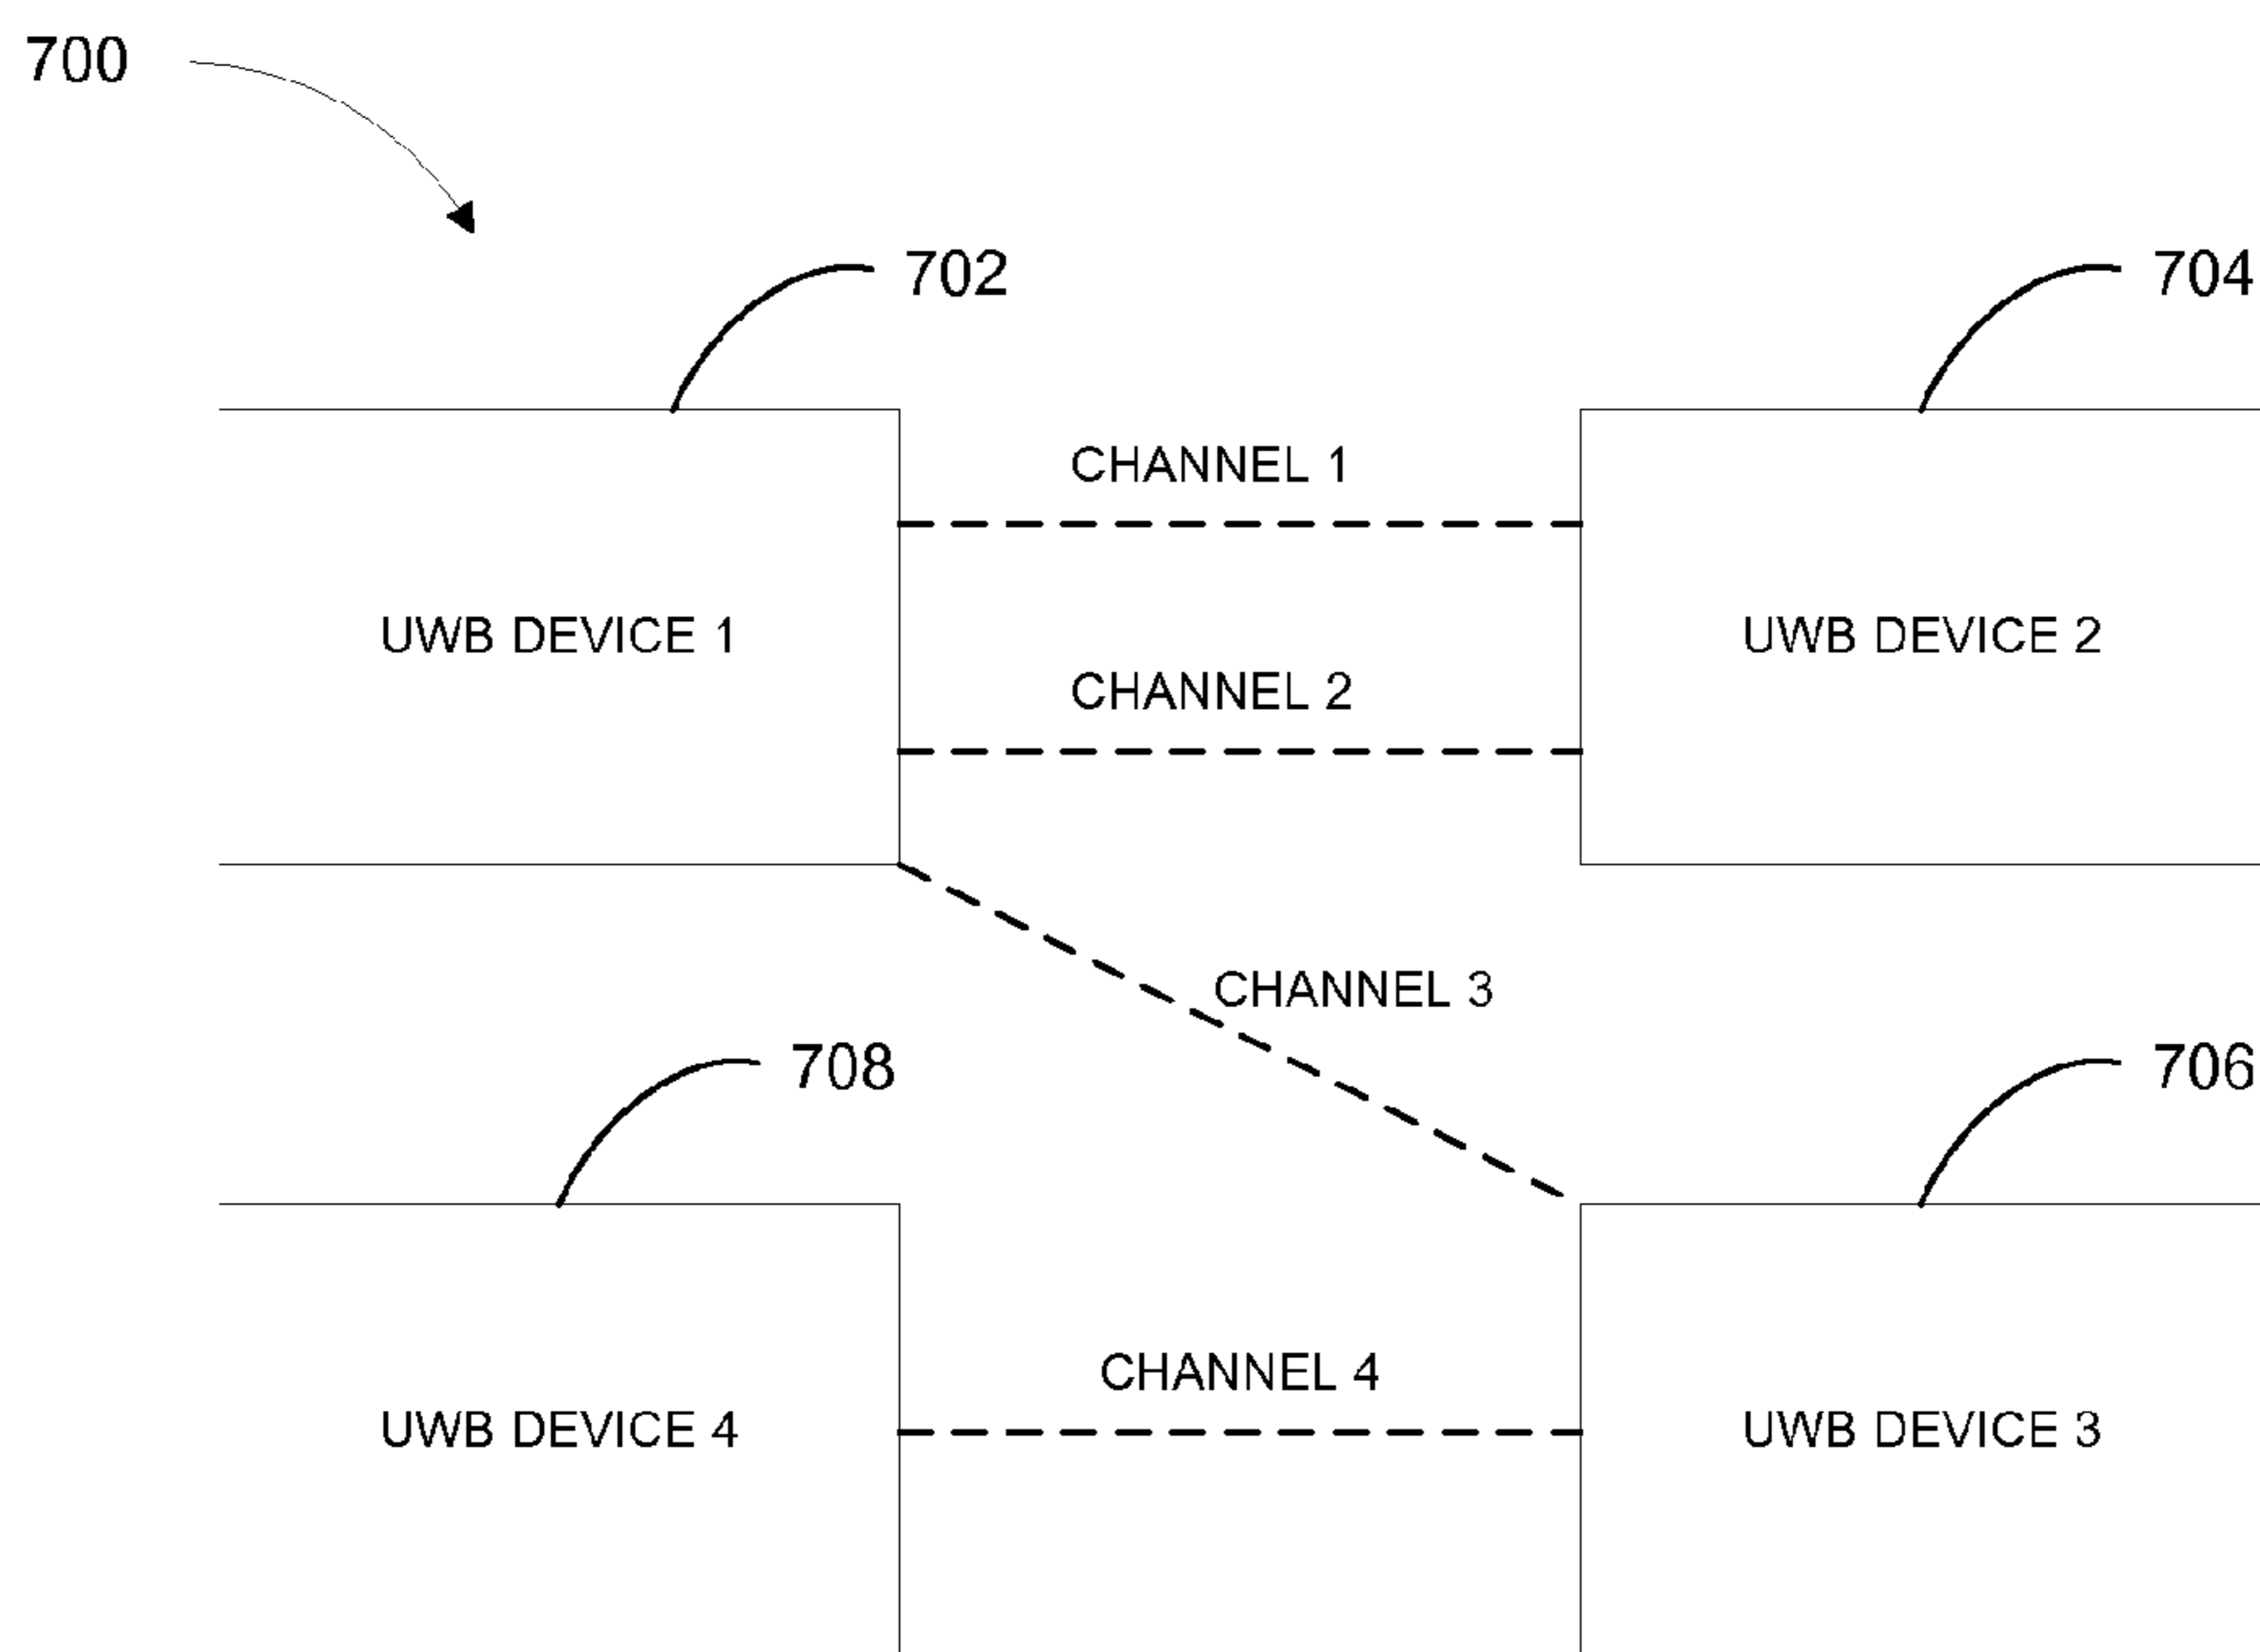 700
702
704
CHANNEL 1
UWB DEVICE 1
UWB DEVICE 2
CHANNEL 2
CHANNEL 3
708
706
CHANNEL 4
UWB DEVICE 4
UWB DEVICE 3